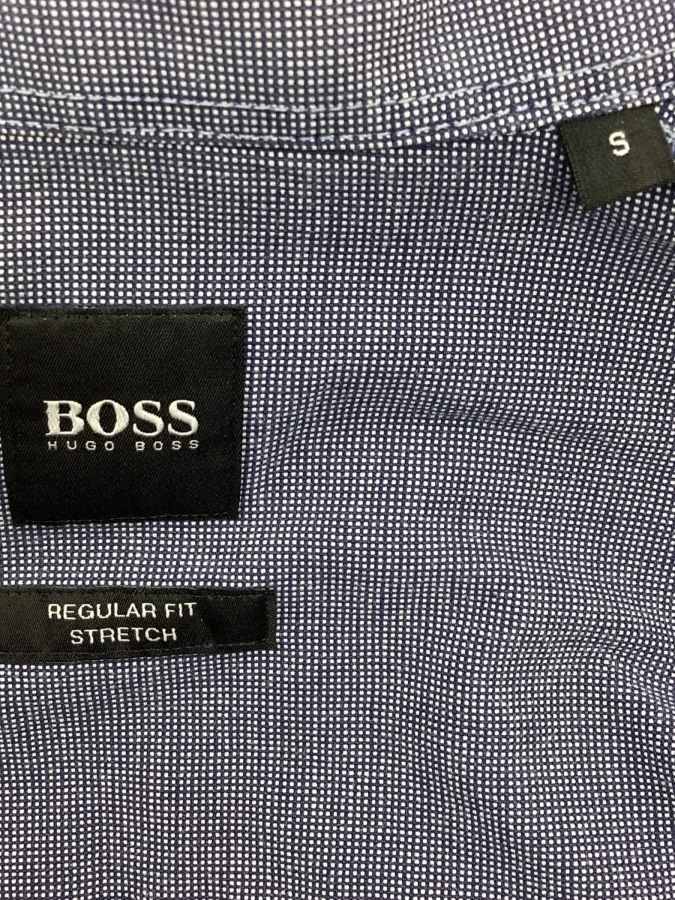 S
BOSS
HUGO BOSS
REGULAR FIT
STRETCH